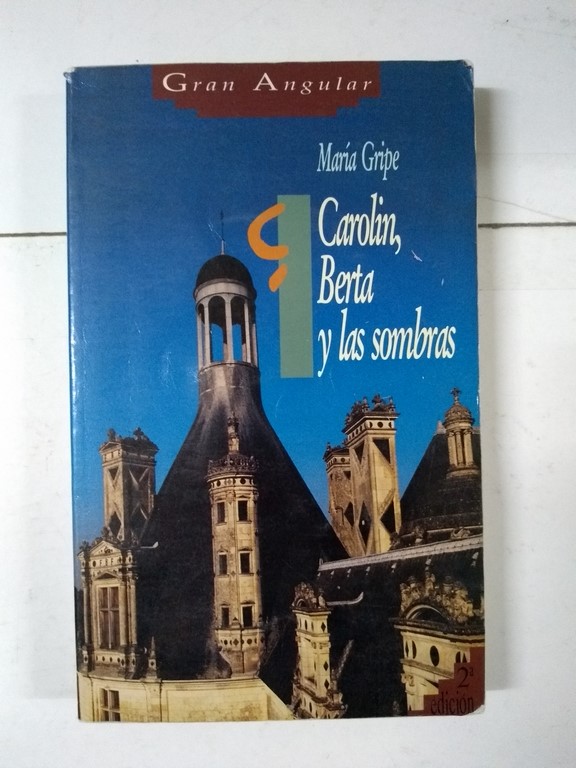 Gran Angular
María Gripe
Carolin,
Berta
y las sombras
2ª
edición